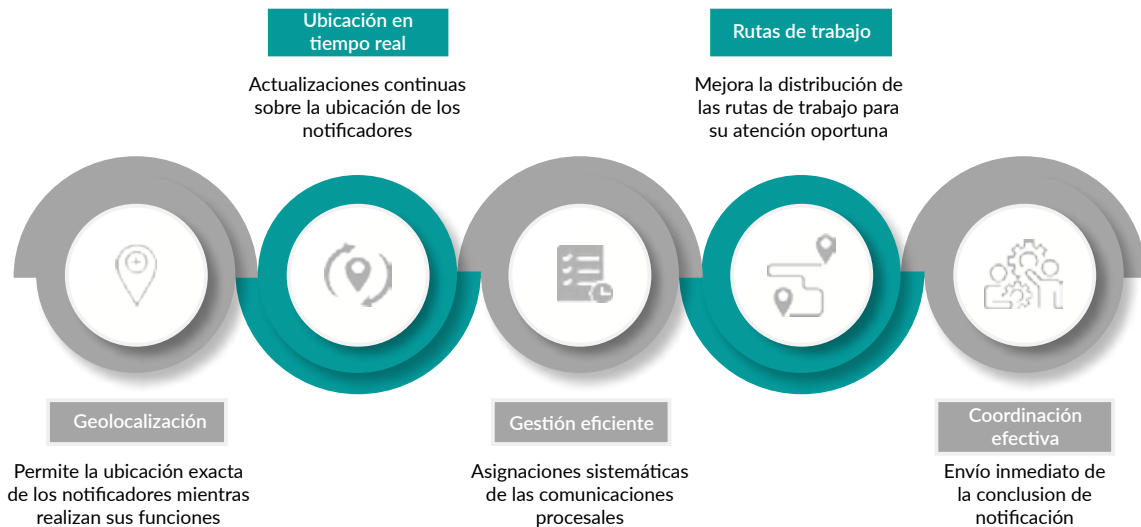 Ubicación en
tiempo real
Actualizaciones continuas
sobre la ubicación de los
notificadores
Rutas de trabajo
Mejora la distribución de
las rutas de trabajo para
su atención oportuna
Geolocalización
Permite la ubicación exacta
de los notificadores mientras
realizan sus funciones
Gestión eficiente
Asignaciones sistemáticas
de las comunicaciones
procesales
Coordinación
efectiva
Envío inmediato de
la conclusion de
notificación